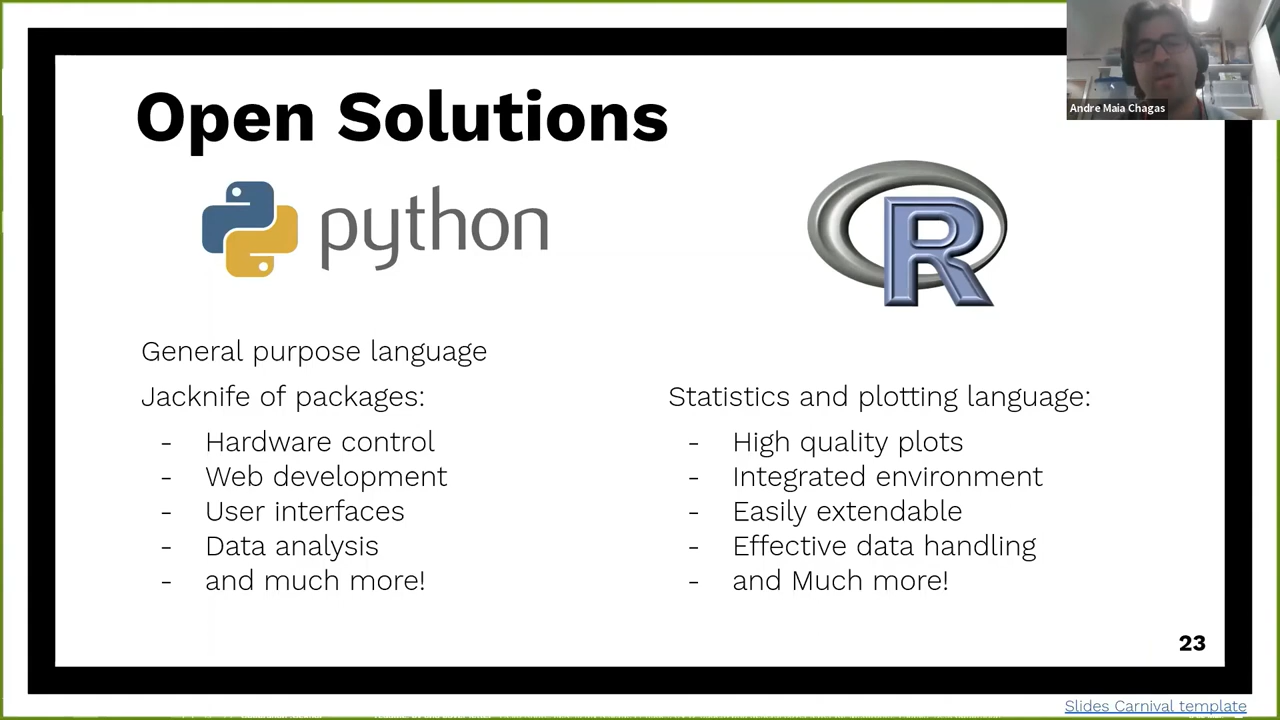 Andre Maia Chagas
Open Solutions
python
R
General purpose language
Jacknife of packages:
- Hardware control
- Web development
- User interfaces
- Data analysis
- and much more!
Statistics and plotting language:
- High quality plots
- Integrated environment
- Easily extendable
- Effective data handling
- and Much more!
23
Slides Carnival template